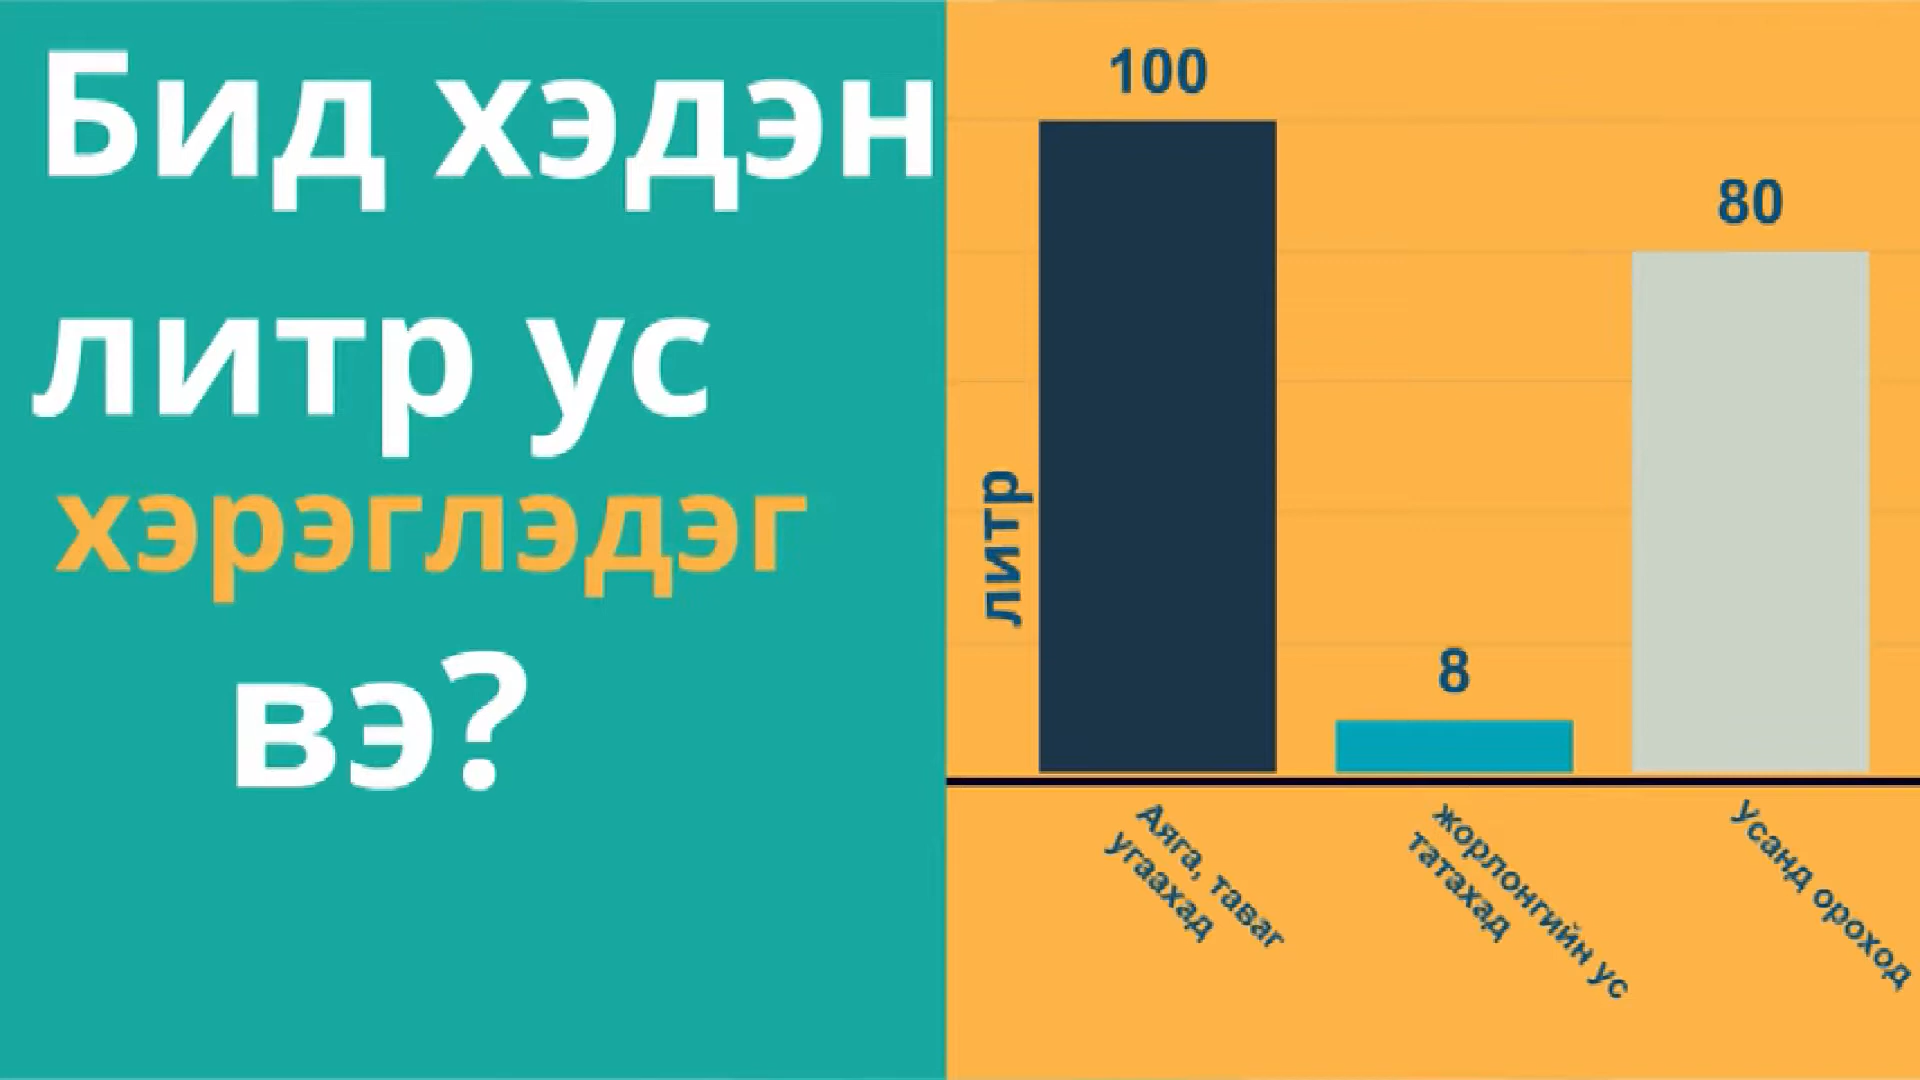 Бид хэдэн
литр ус
хэрэглэдэг
вэ?
100
80
8
литр
Аяга, таваг
угаахад
жорлонгийн ус
татахад
Усанд ороход